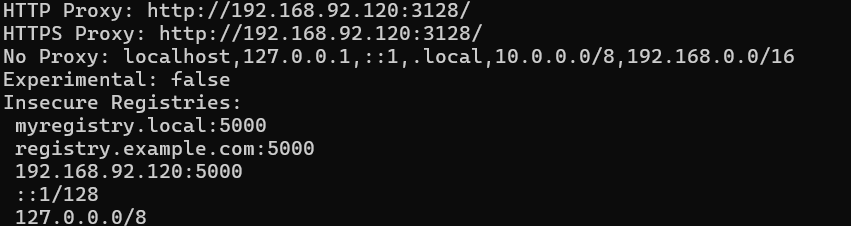 HTTP Proxy: http://192.168.92.120:3128/
HTTPS Proxy: http://192.168.92.120:3128/
No Proxy: localhost,127.0.0.1,::1,.local,10.0.0.0/8,192.168.0.0/16
Experimental: false
Insecure Registries:
 myregistry.local:5000
 registry.example.com:5000
 192.168.92.120:5000
 ::1/128
 127.0.0.0/8